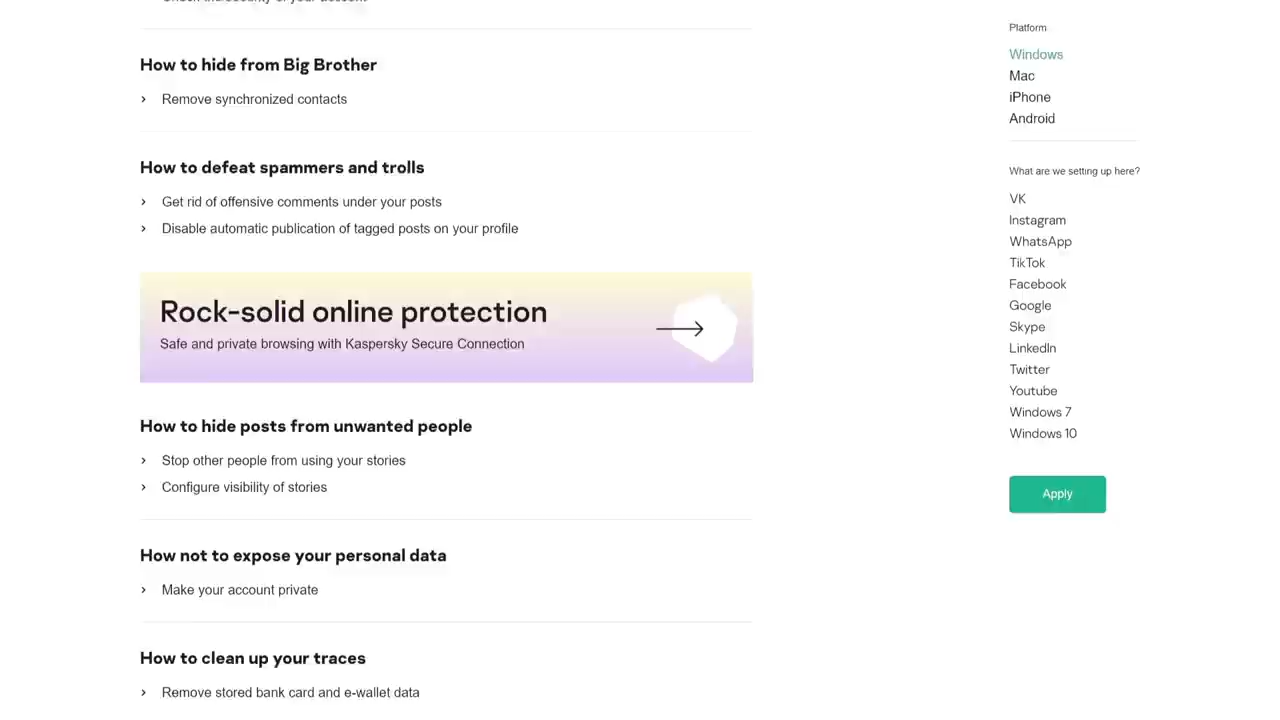 How to hide from Big Brother
Remove synchronized contacts
How to defeat spammers and trolls
Get rid of offensive comments under your posts
Disable automatic publication of tagged posts on your profile
Rock-solid online protection
Safe and private browsing with Kaspersky Secure Connection
How to hide posts from unwanted people
Stop other people from using your stories
Configure visibility of stories
How not to expose your personal data
Make your account private
How to clean up your traces
Remove stored bank card and e-wallet data
Platform
Windows
Mac
iPhone
Android
What are we setting up here?
VK
Instagram
WhatsApp
TikTok
Facebook
Google
Skype
LinkedIn
Twitter
Youtube
Windows 7
Windows 10
Apply